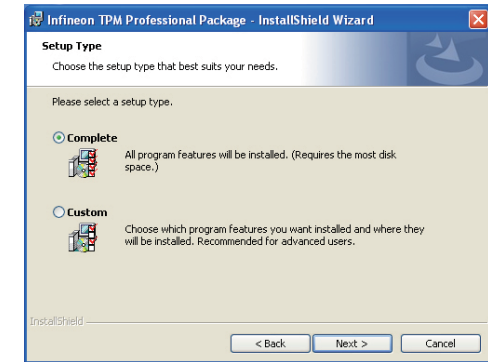 Infineon TPM Professional Package - InstallShield Wizard
Setup Type
Choose the setup type that best suits your needs.
Please select a setup type.
Complete
All program features will be installed. (Requires the most disk
space.)
Custom
Choose which program features you want installed and where they
will be installed. Recommended for advanced users.
InstallShield
< Back Next > Cancel